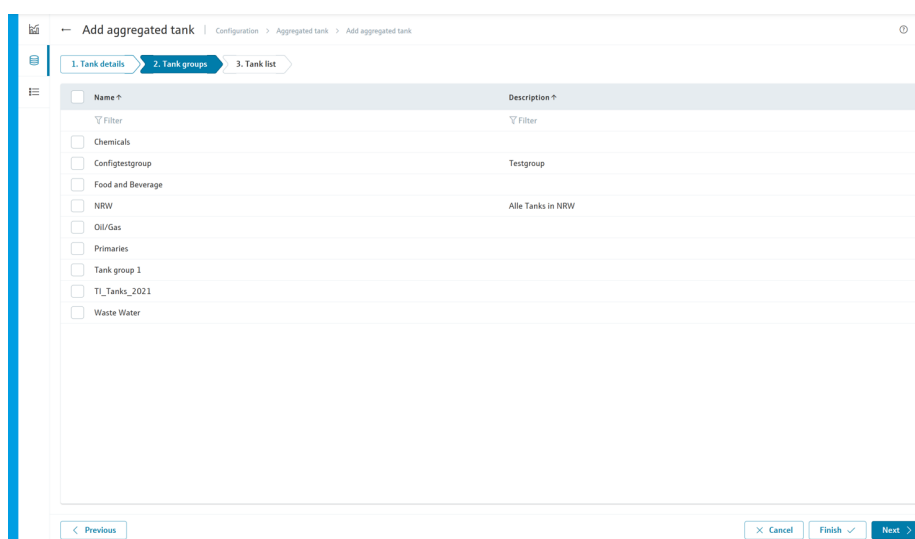 Add aggregated tank Configuration > Aggregated tank > Add aggregated tank
1. Tank details 2. Tank groups 3. Tank list
Name Description
Filter Filter
Chemicals
Configtestgroup Testgroup
Food and Beverage
NRW Alle Tanks in NRW
Oil/Gas
Primaries
Tank group 1
TI_Tanks_2021
Waste Water
Previous Cancel Finish Next